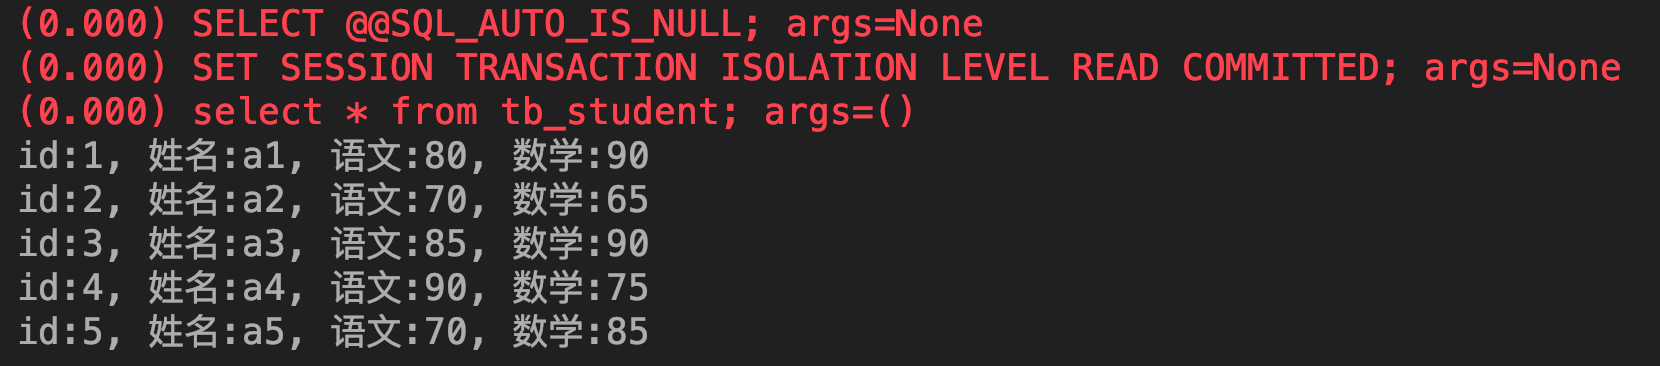 (0.000) SELECT @@SQL_AUTO_IS_NULL; args=None
(0.000) SET SESSION TRANSACTION ISOLATION LEVEL READ COMMITTED; args=None
(0.000) select * from tb_student; args=()
id:1, 姓名:a1, 语文:80, 数学:90
id:2, 姓名:a2, 语文:70, 数学:65
id:3, 姓名:a3, 语文:85, 数学:90
id:4, 姓名:a4, 语文:90, 数学:75
id:5, 姓名:a5, 语文:70, 数学:85